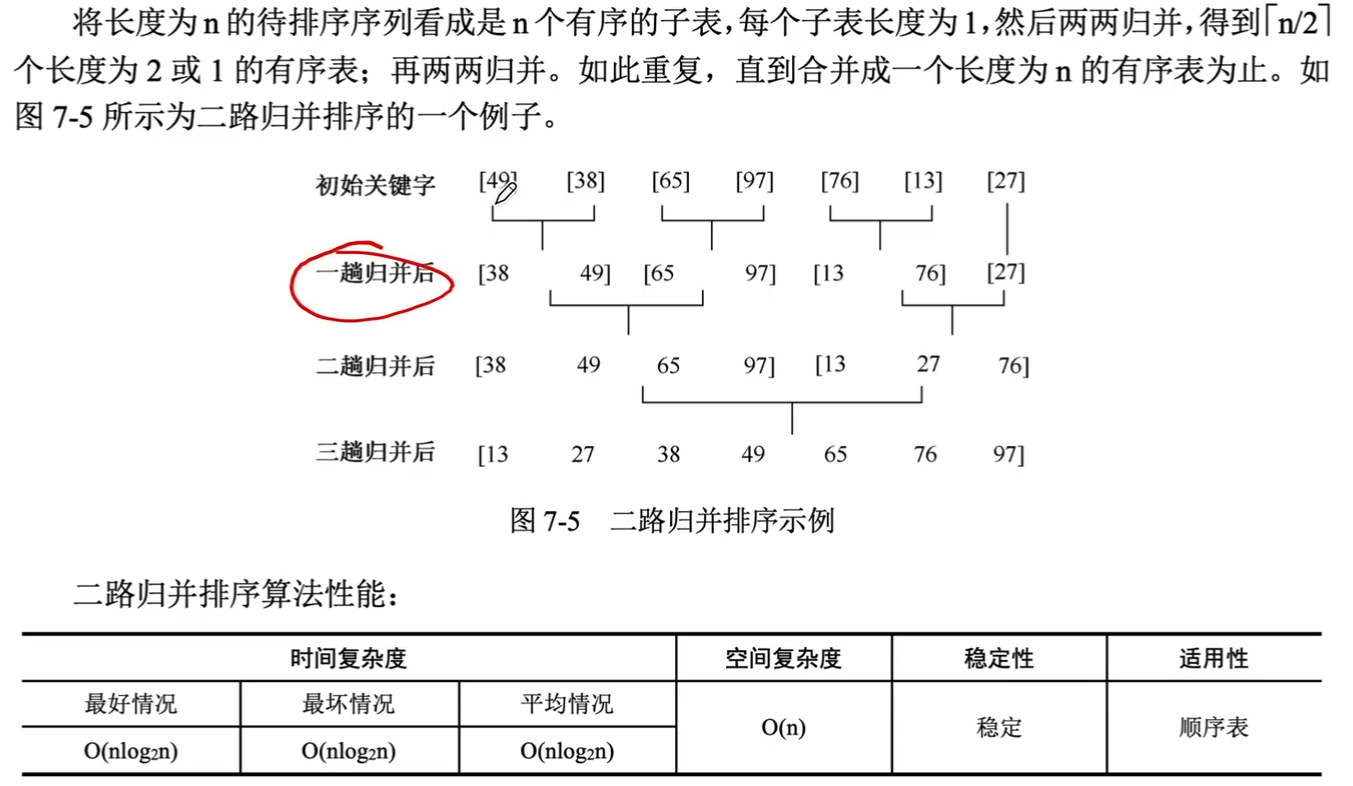 将长度为n的待排序序列看成是n个有序的子表,每个子表长度为1,然后两两归并,得到⌈n/2⌉
个长度为2或1的有序表;再两两归并。如此重复,直到合并成一个长度为n的有序表为止。如
图7-5所示为二路归并排序的一个例子。
初始关键字 [49] [38] [65] [97] [76] [13] [27]
一趟归并后 [38 49] [65 97] [13 76] [27]
二趟归并后 [38 49 65 97] [13 27 76]
三趟归并后 [13 27 38 49 65 76 97]
图7-5 二路归并排序示例
二路归并排序算法性能:
时间复杂度 空间复杂度 稳定性 适用性
最好情况 最坏情况 平均情况 O(n) 稳定 顺序表
O(nlog₂n) O(nlog₂n) O(nlog₂n)